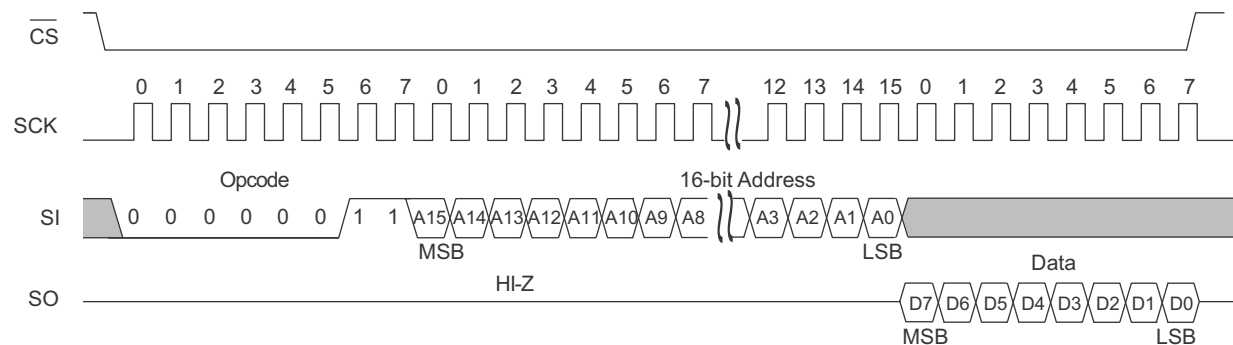 CS
0 1 2 3 4 5 6 7 0 1 2 3 4 5 6 7 12 13 14 15 0 1 2 3 4 5 6 7
SCK
Opcode 16-bit Address
SI 0 0 0 0 0 0 1 1 A15 A14 A13 A12 A11 A10 A9 A8 A3 A2 A1 A0
MSB LSB
HI-Z Data
SO D7 D6 D5 D4 D3 D2 D1 D0
MSB LSB